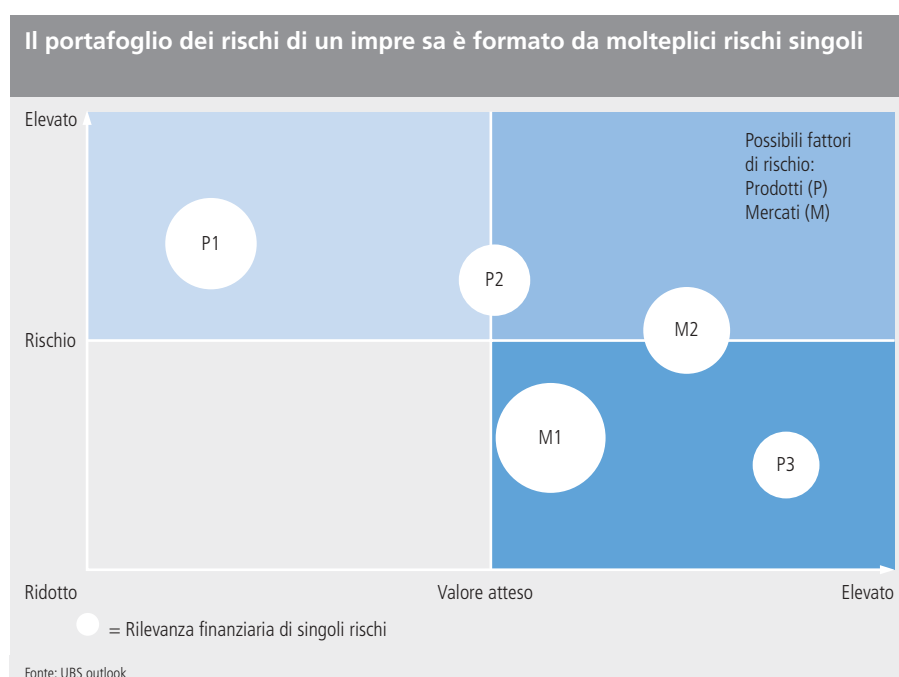 Il portafoglio dei rischi di un impre sa è formato da molteplici rischi singoli
Elevato
Possibili fattori
di rischio:
Prodotti (P)
Mercati (M)
P1
P2
M2
Rischio
M1
P3
Ridotto
Valore atteso
Elevato
= Rilevanza finanziaria di singoli rischi
Fonte: UBS outlook